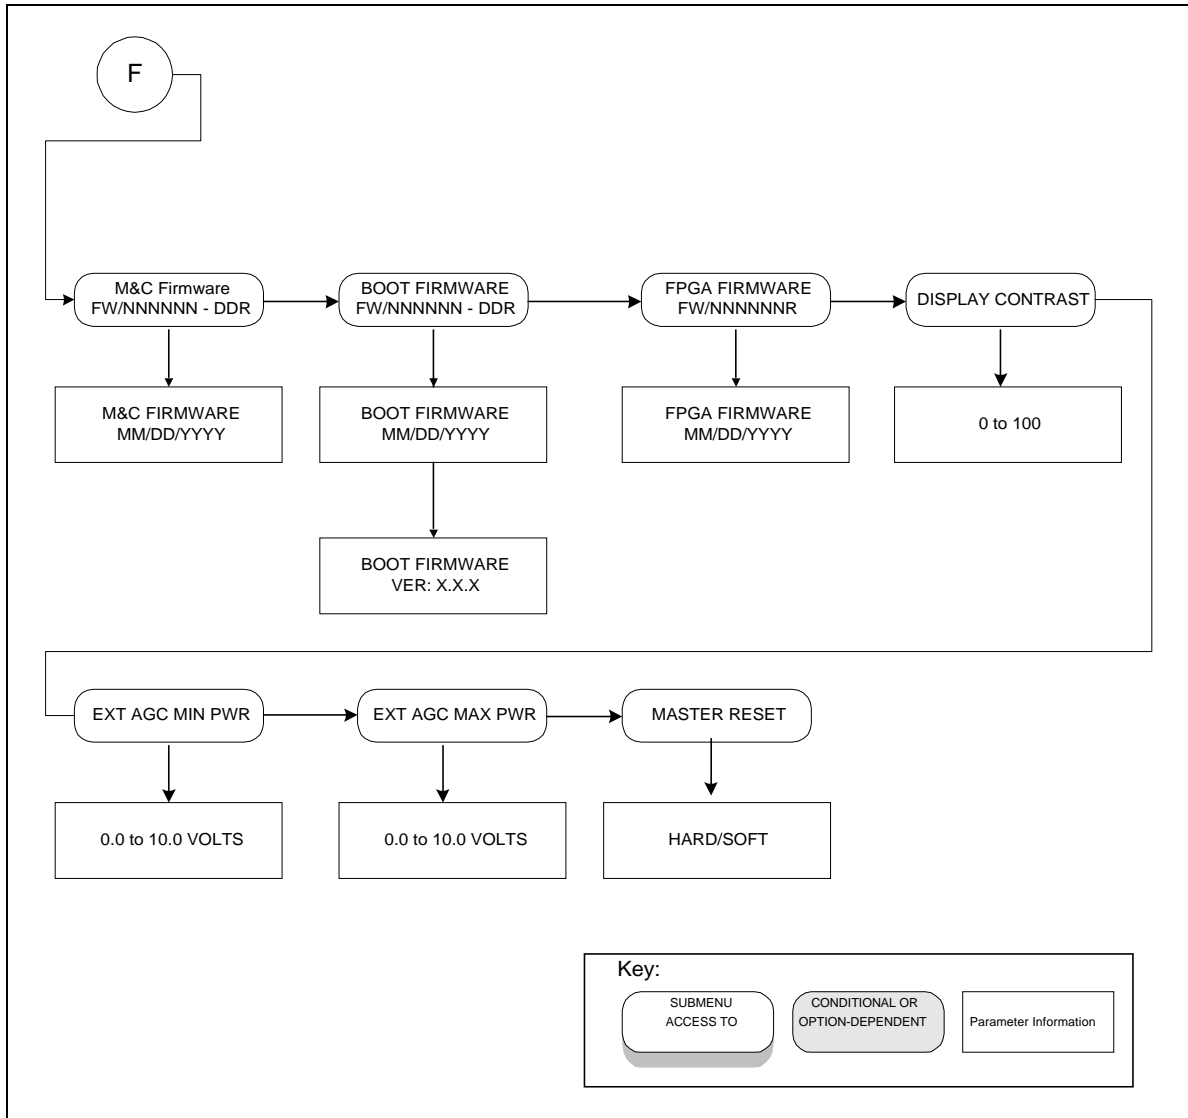 F
M&C Firmware
FW/NNNNNN - DDR
BOOT FIRMWARE
FW/NNNNNN - DDR
FPGA FIRMWARE
FW/NNNNNNR
DISPLAY CONTRAST
M&C FIRMWARE
MM/DD/YYYY
BOOT FIRMWARE
MM/DD/YYYY
FPGA FIRMWARE
MM/DD/YYYY
0 to 100
BOOT FIRMWARE
VER: X.X.X
EXT AGC MIN PWR
EXT AGC MAX PWR
MASTER RESET
0.0 to 10.0 VOLTS
0.0 to 10.0 VOLTS
HARD/SOFT
Key:
SUBMENU
ACCESS TO
CONDITIONAL OR
OPTION-DEPENDENT
Parameter Information